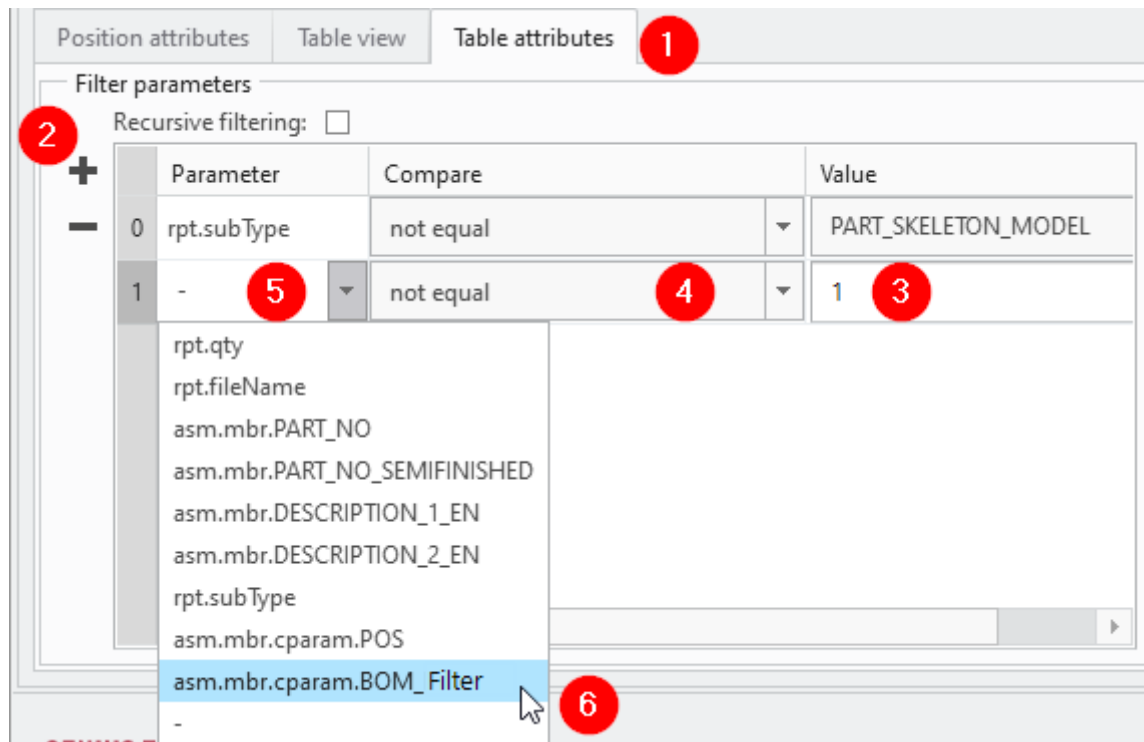 Position attributes Table view Table attributes 1
Filter parameters
2 Recursive filtering:
Parameter Compare Value
0 rpt.subType not equal PART_SKELETON_MODEL
1 - 5 not equal 4 1 3
rpt.qty
rpt.fileName
asm.mbr.PART_NO
asm.mbr.PART_NO_SEMIFINISHED
asm.mbr.DESCRIPTION_1_EN
asm.mbr.DESCRIPTION_2_EN
rpt.subType
asm.mbr.cparam.POS
asm.mbr.cparam.BOM_Filter 6
-